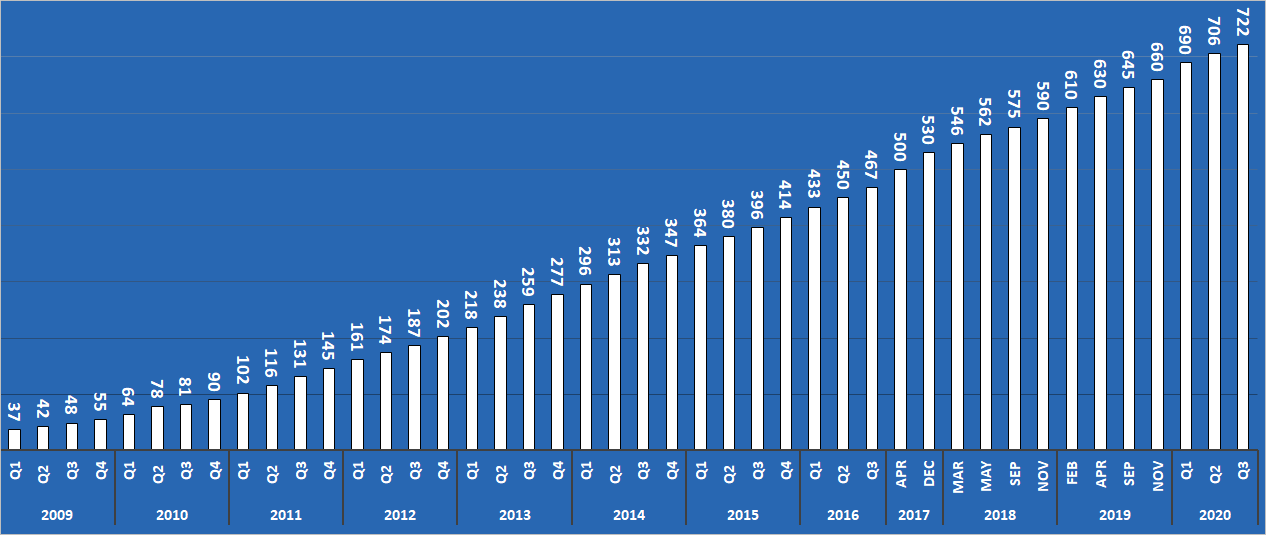 37 42 48 55 64 78 81 90 102 116 131 145 161 174 187 202 218 238 259 277 296 313 332 347 364 380 396 414 433 450 467 500 530 546 562 575 590 610 630 645 660 690 706 722
Q1 Q2 Q3 Q4 Q1 Q2 Q3 Q4 Q1 Q2 Q3 Q4 Q1 Q2 Q3 Q4 Q1 Q2 Q3 Q4 Q1 Q2 Q3 Q4 Q1 Q2 Q3 Q4 Q1 Q2 Q3 APR DEC MAR MAY SEP NOV FEB APR SEP NOV Q1 Q2 Q3
2009 2010 2011 2012 2013 2014 2015 2016 2017 2018 2019 2020